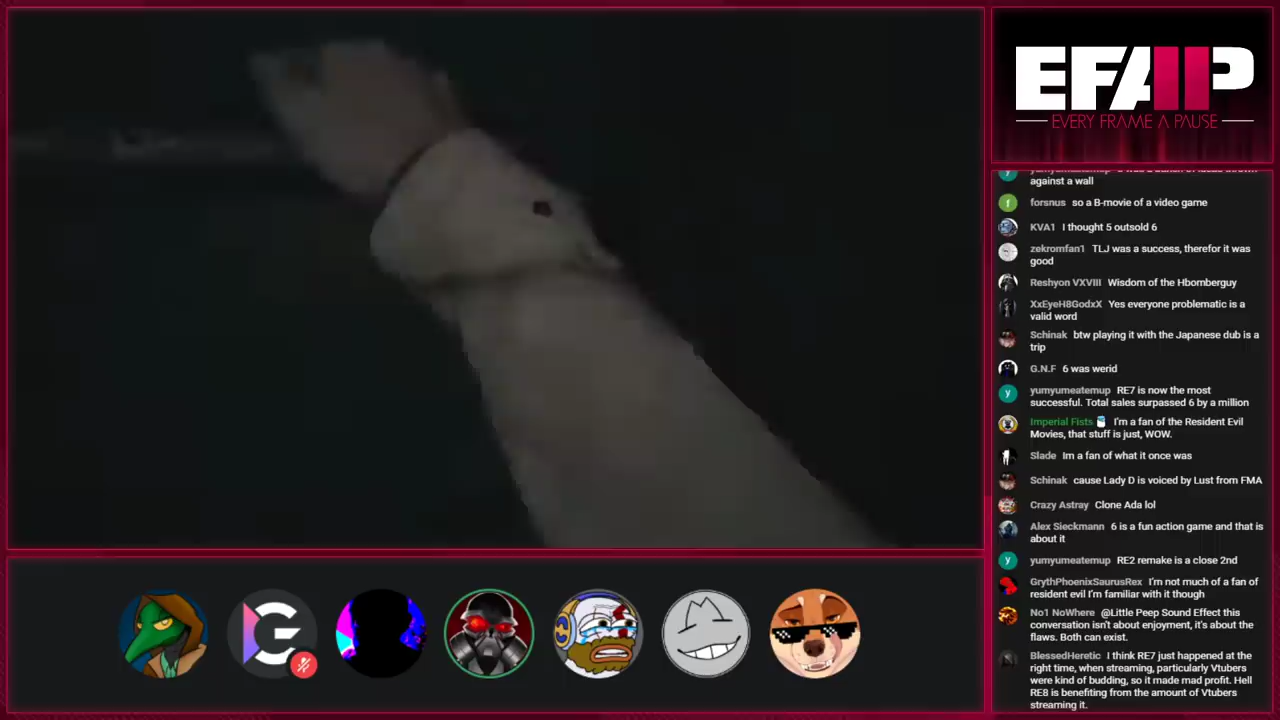 EFAP
EVERY FRAME A PAUSE
against a wall
forsnus so a B-movie of a video game
KVA1 I thought 5 outsold 6
zekromfan1 TLJ was a success, therefor it was
good
Reshyon VXVIII Wisdom of the Hbomberguy
XxEyeH8GodxX Yes everyone problematic is a
valid word
Schinak btw playing it with the Japanese dub is a
trip
G.N.F 6 was werid
yumyumeatemup RE7 is now the most
successful. Total sales surpassed 6 by a million
Imperial Fists I'm a fan of the Resident Evil
Movies, that stuff is just, WOW.
Slade Im a fan of what it once was
Schinak cause Lady D is voiced by Lust from FMA
Crazy Astray Clone Ada lol
Alex Sieckmann 6 is a fun action game and that is
about it
yumyumeatemup RE2 remake is a close 2nd
GrythPhoenixSaurusRex I'm not much of a fan of
resident evil I'm familiar with it though
No1 NoWhere @Little Peep Sound Effect this
conversation isn't about enjoyment, it's about the
flaws. Both can exist.
BlessedHeretic I think RE7 just happened at the
right time, when streaming, particularly Vtubers
were kind of budding, so it made mad profit. Hell
RE8 is benefiting from the amount of Vtubers
streaming it.